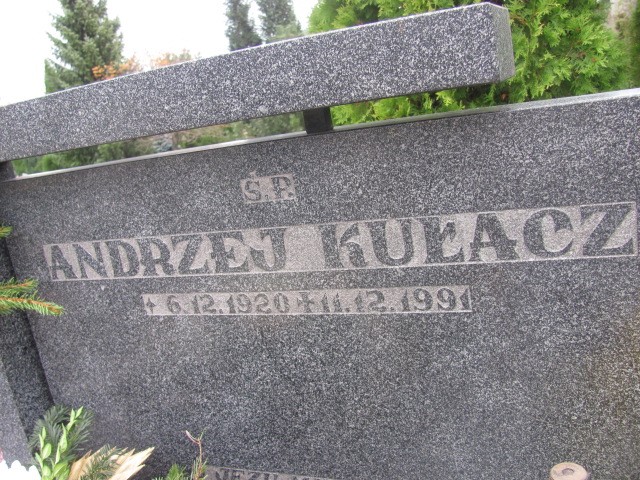 Ś.P.
ANDRZEJ KUŁACZ
+ 6.12.1920 + 11.12.1991